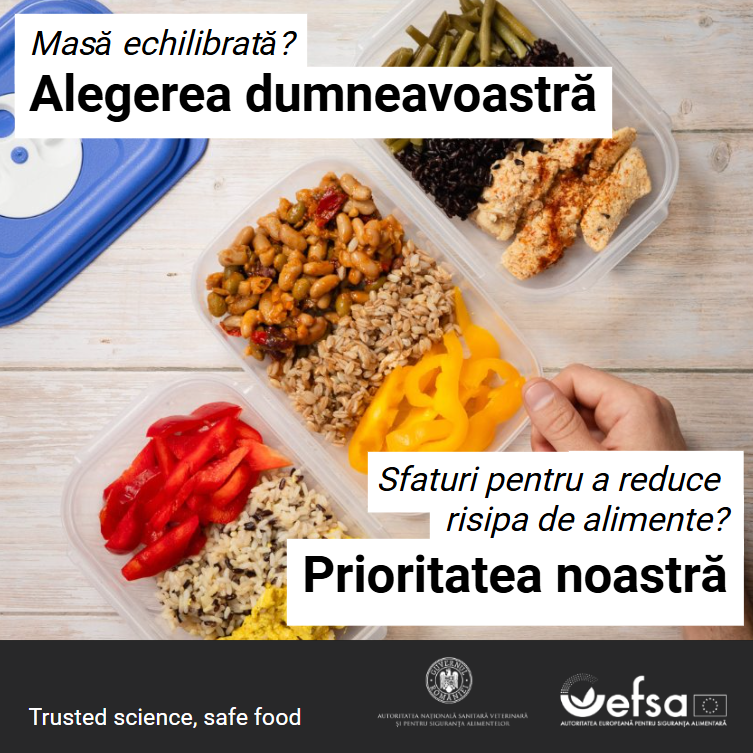 Masă echilibrată?
Alegerea dumneavoastră
Sfaturi pentru a reduce
risipa de alimente?
Prioritatea noastră
Trusted science, safe food
GUVERNUL ROMÂNIEI
AUTORITATEA NAȚIONALĂ SANITARĂ VETERINARĂ
ȘI PENTRU SIGURANȚA ALIMENTELOR
efsa
AUTORITATEA EUROPEANĂ PENTRU SIGURANȚA ALIMENTARĂ